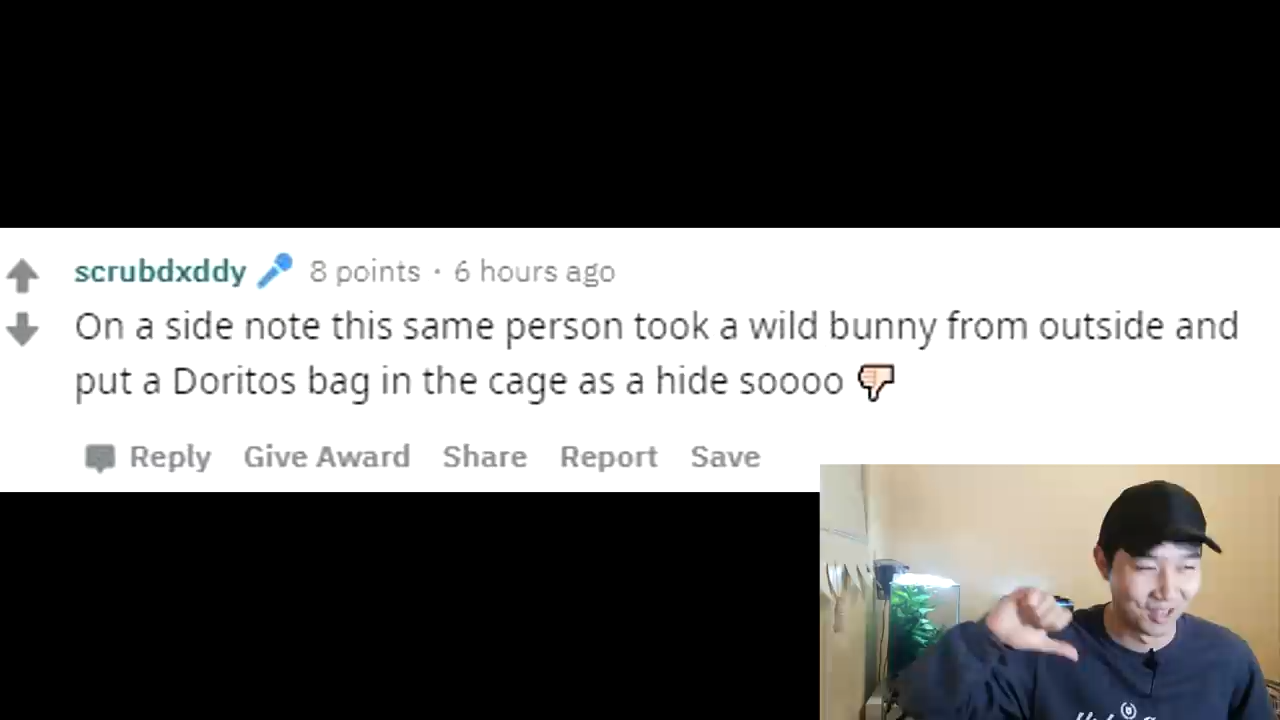 scrubdxddy 🎤 8 points · 6 hours ago
On a side note this same person took a wild bunny from outside and
put a Doritos bag in the cage as a hide soooo 👎
Reply Give Award Share Report Save